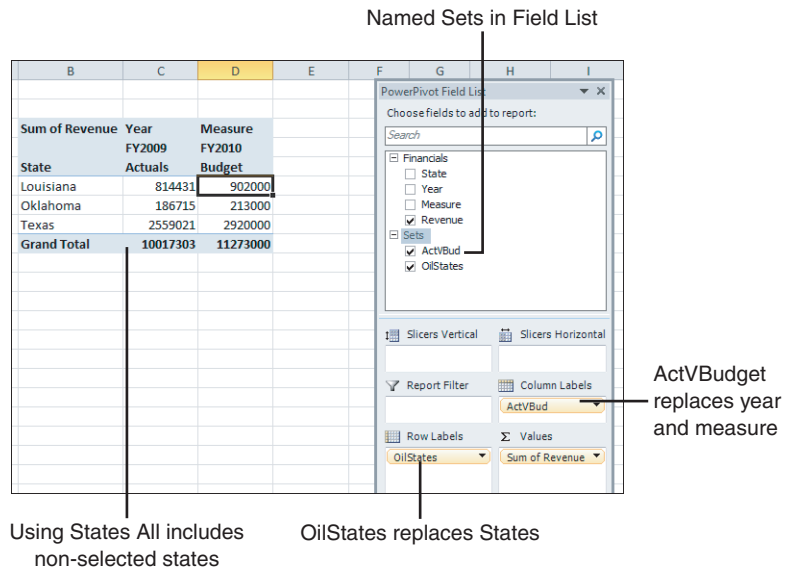 Named Sets in Field List
B C D E F G H I
PowerPivot Field List
Choose fields to add to report:
Search
Sum of Revenue Year Measure
FY2009 FY2010
State Actuals Budget
Louisiana 814431 902000
Oklahoma 186715 213000
Texas 2559021 2920000
Grand Total 10017303 11273000
Financials
State
Year
Measure
Revenue
Sets
ActVBud
OilStates
Slicers Vertical Slicers Horizontal
Report Filter Column Labels
ActVBud
Row Labels Σ Values
OilStates Sum of Revenue
ActVBudget
replaces year
and measure
Using States All includes
non-selected states
OilStates replaces States